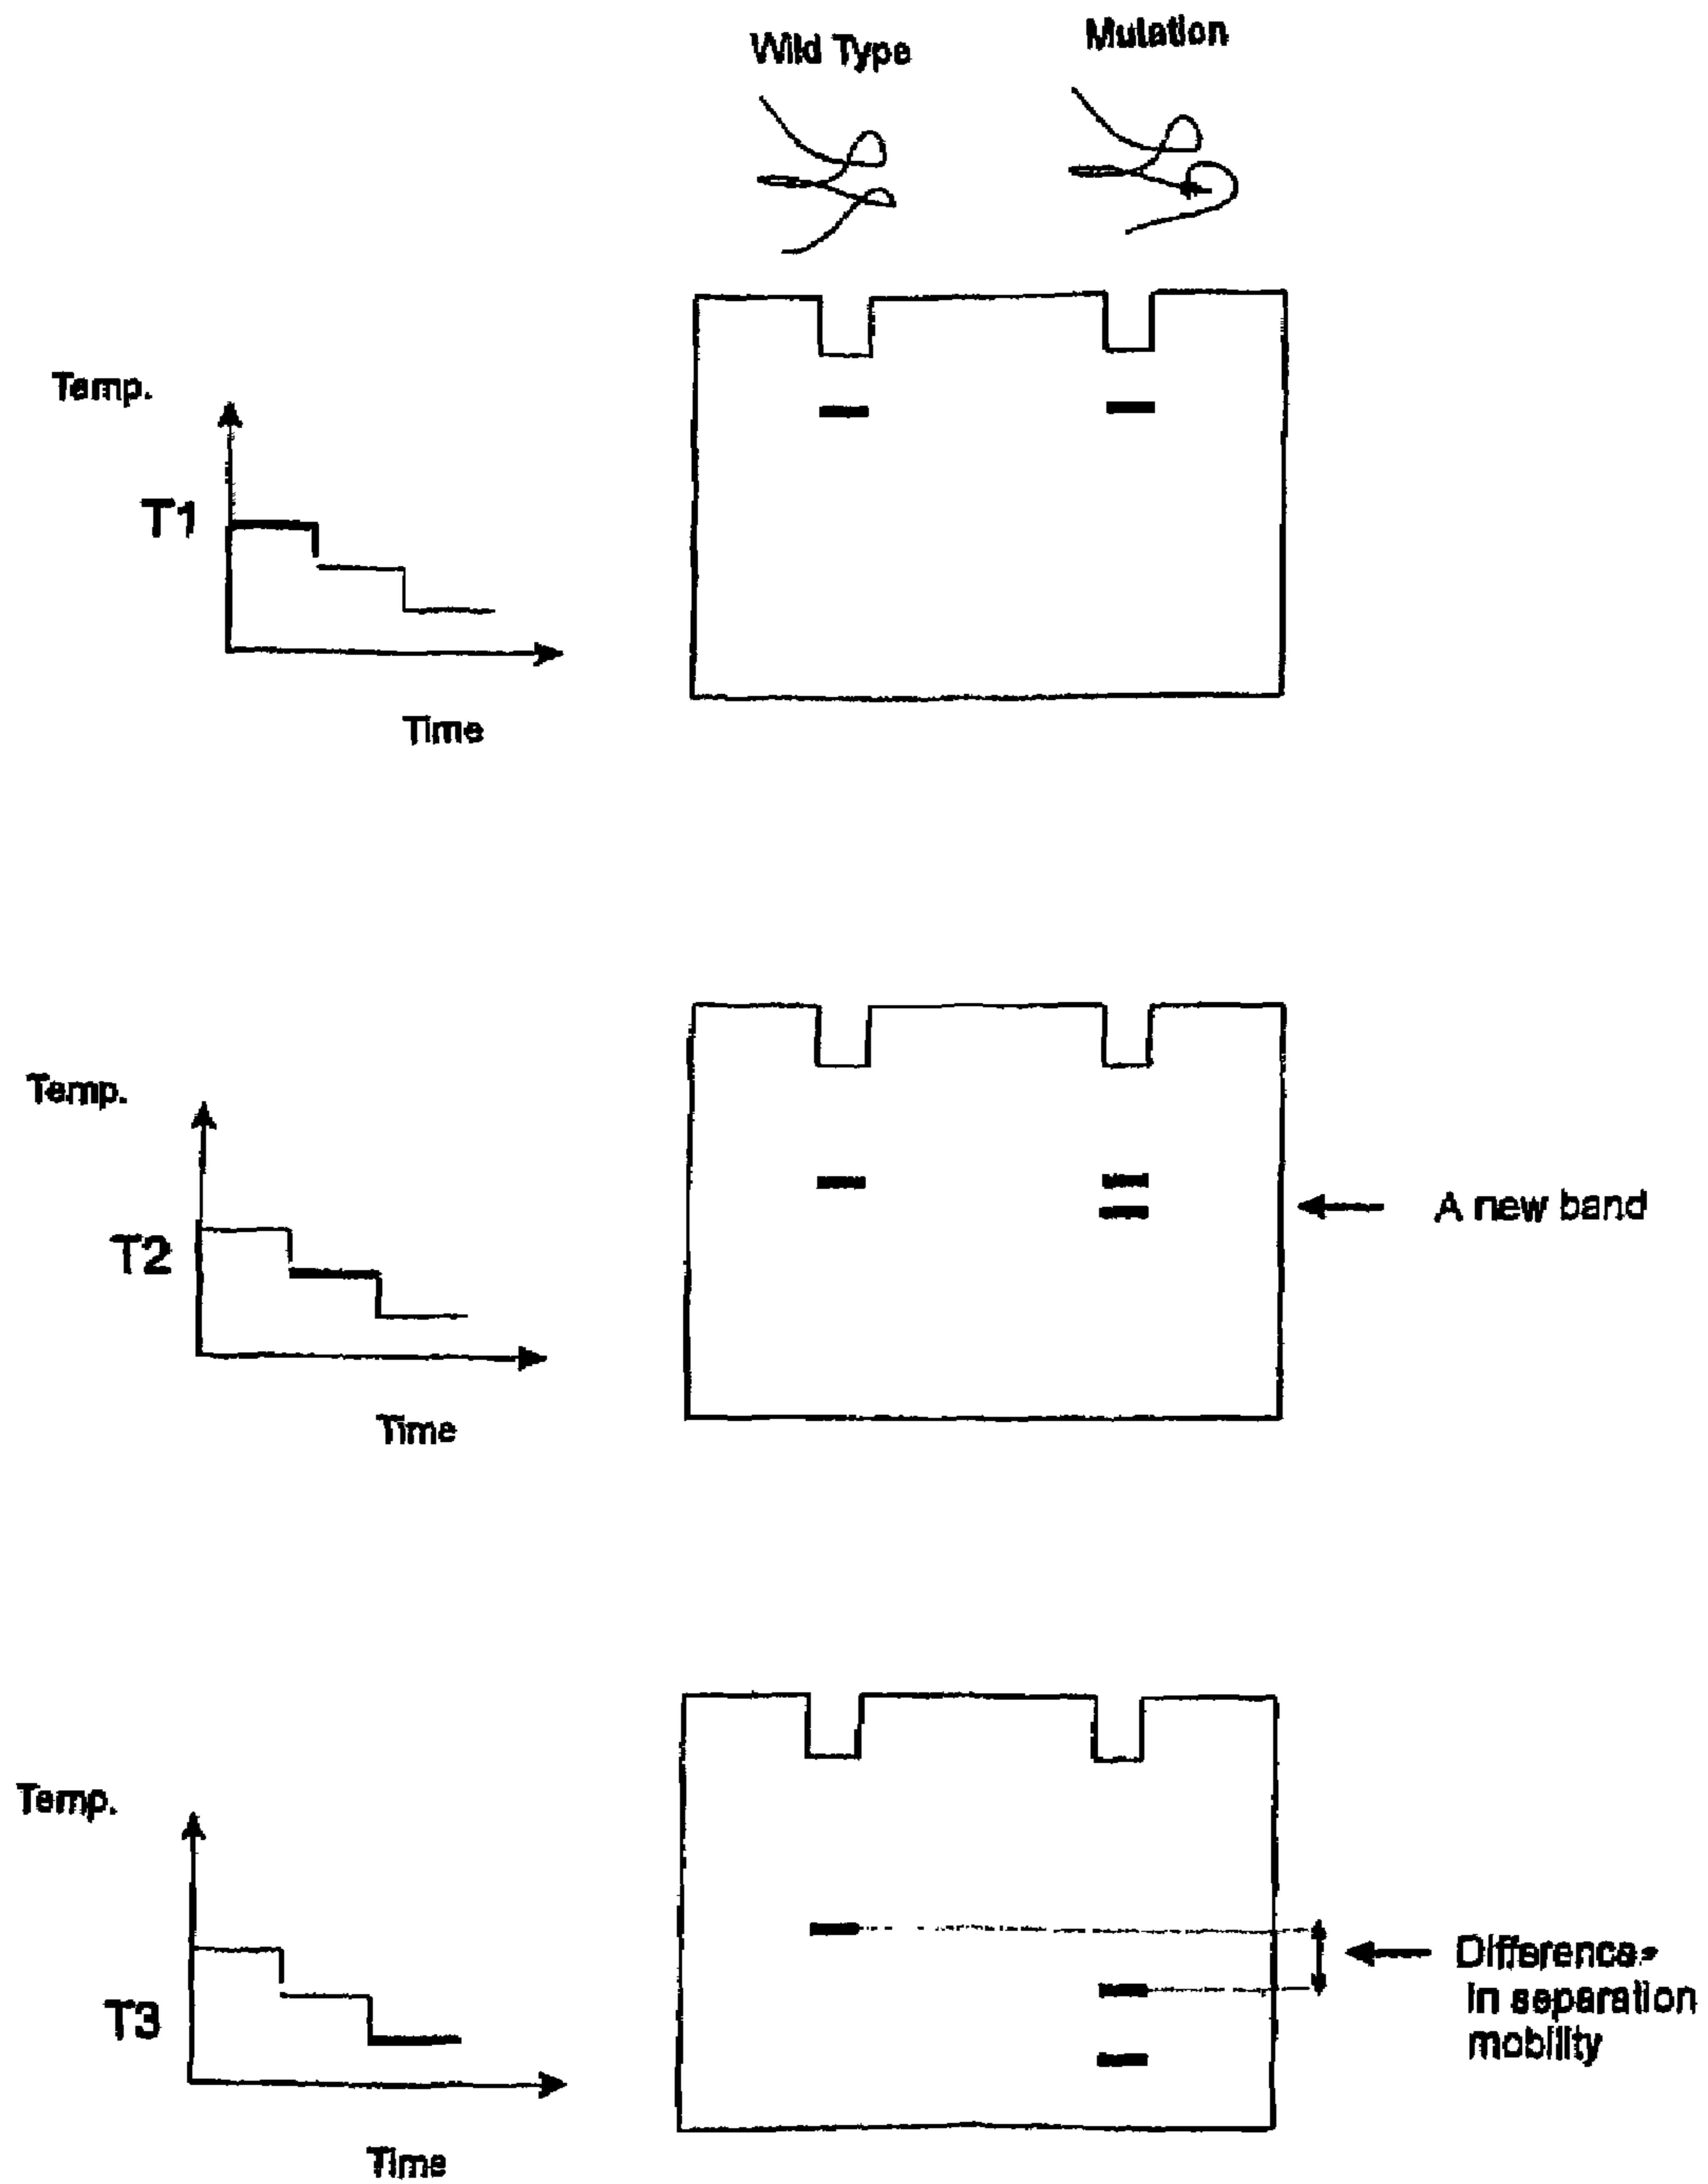 Wild Type
Mutation
Temp.
T1
Time
Temp.
T2
Time
A new band
Temp.
T3
Time
Difference
in separation
mobility